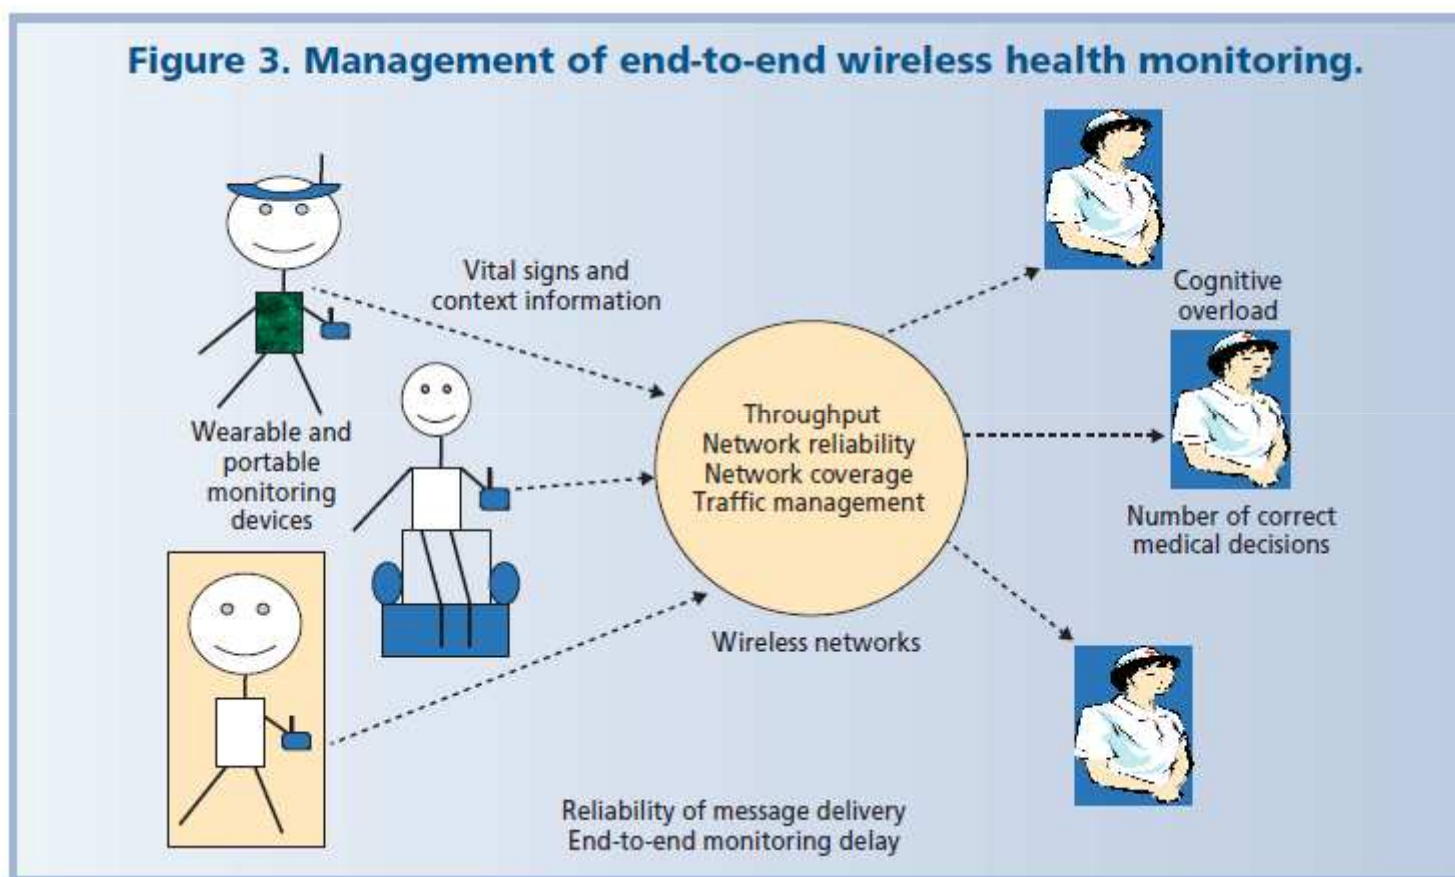 Figure 3. Management of end-to-end wireless health monitoring.
Vital signs and
context information
Wearable and
portable
monitoring
devices
Throughput
Network reliability
Network coverage
Traffic management
Wireless networks
Cognitive
overload
Number of correct
medical decisions
Reliability of message delivery
End-to-end monitoring delay